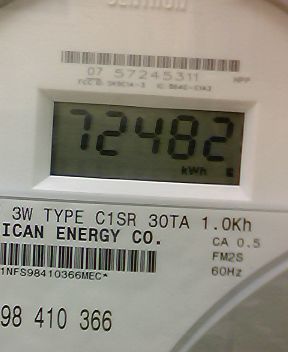 07 57245311 HPP
72482
kWh
3W TYPE C1SR 30TA 1.0Kh
ICAN ENERGY CO.
CA 0.5
FM2S
60Hz
1NFS98410366MEC*
98 410 366